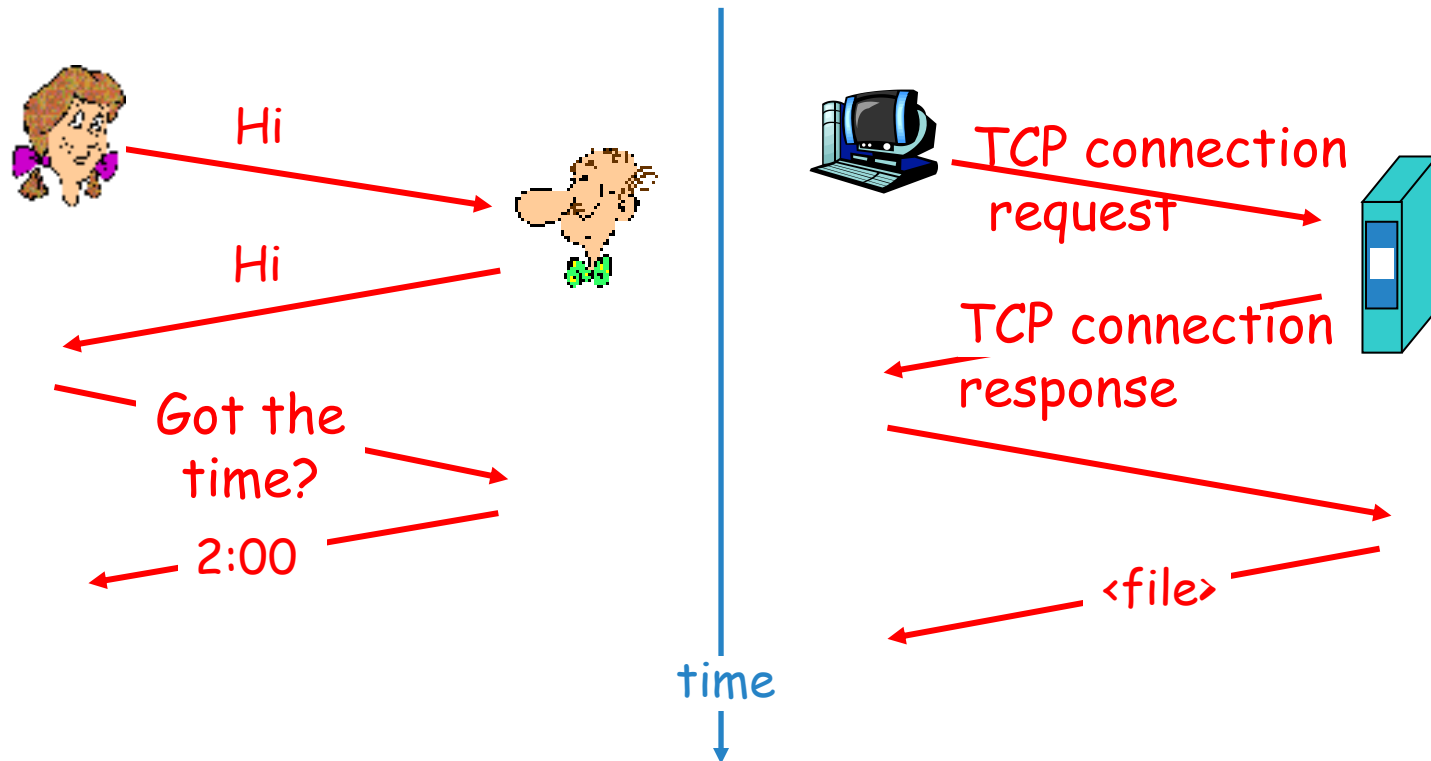 Hi
Hi
Got the
time?
2:00
time
TCP connection
request
TCP connection
response
<file>